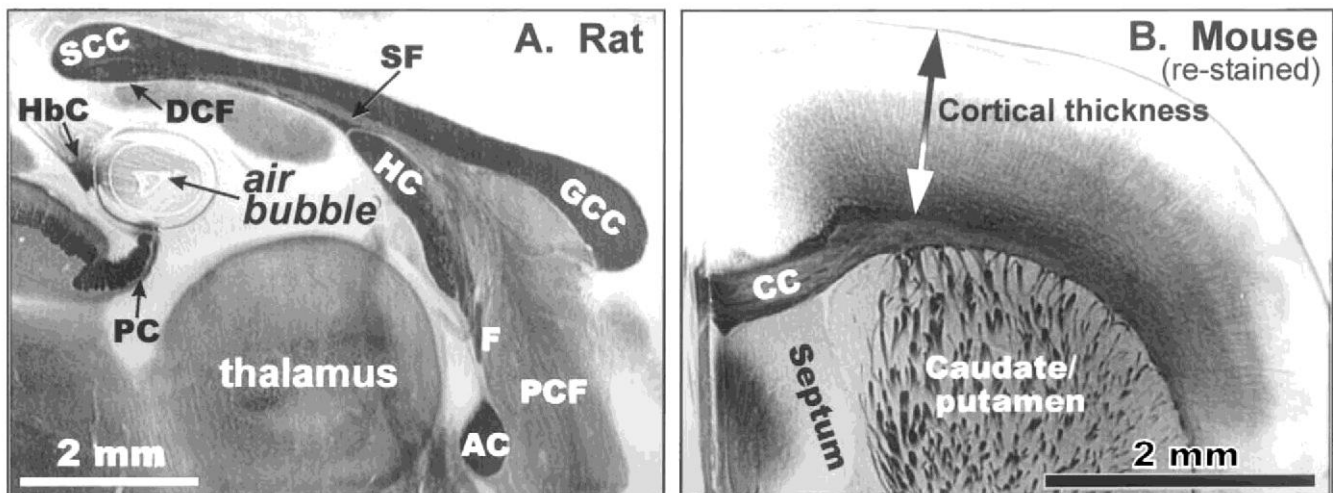 A. Rat
SCC
SF
HbC
DCF
HC
GCC
air
bubble
PC
F
thalamus
PCF
AC
2 mm
B. Mouse
(re-stained)
Cortical thickness
CC
Septum
Caudate/
putamen
2 mm